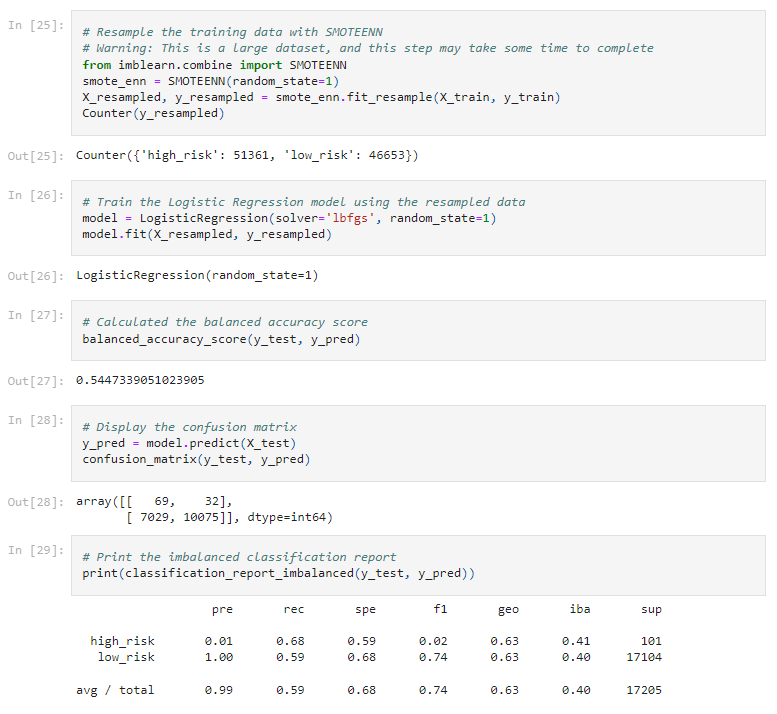 In [25]:
# Resample the training data with SMOTEENN
# Warning: This is a large dataset, and this step may take some time to complete
from imblearn.combine import SMOTEENN
smote_enn = SMOTEENN(random_state=1)
X_resampled, y_resampled = smote_enn.fit_resample(X_train, y_train)
Counter(y_resampled)
Out[25]: Counter({'high_risk': 51361, 'low_risk': 46653})
In [26]:
# Train the Logistic Regression model using the resampled data
model = LogisticRegression(solver='lbfgs', random_state=1)
model.fit(X_resampled, y_resampled)
Out[26]: LogisticRegression(random_state=1)
In [27]:
# Calculated the balanced accuracy score
balanced_accuracy_score(y_test, y_pred)
Out[27]: 0.5447339051023905
In [28]:
# Display the confusion matrix
y_pred = model.predict(X_test)
confusion_matrix(y_test, y_pred)
Out[28]: array([[   69,    32],
       [ 7029, 10075]], dtype=int64)
In [29]:
# Print the imbalanced classification report
print(classification_report_imbalanced(y_test, y_pred))
pre rec spe f1 geo iba sup
high_risk 0.01 0.68 0.59 0.02 0.63 0.41 101
low_risk 1.00 0.59 0.68 0.74 0.63 0.40 17104
avg / total 0.99 0.59 0.68 0.74 0.63 0.40 17205